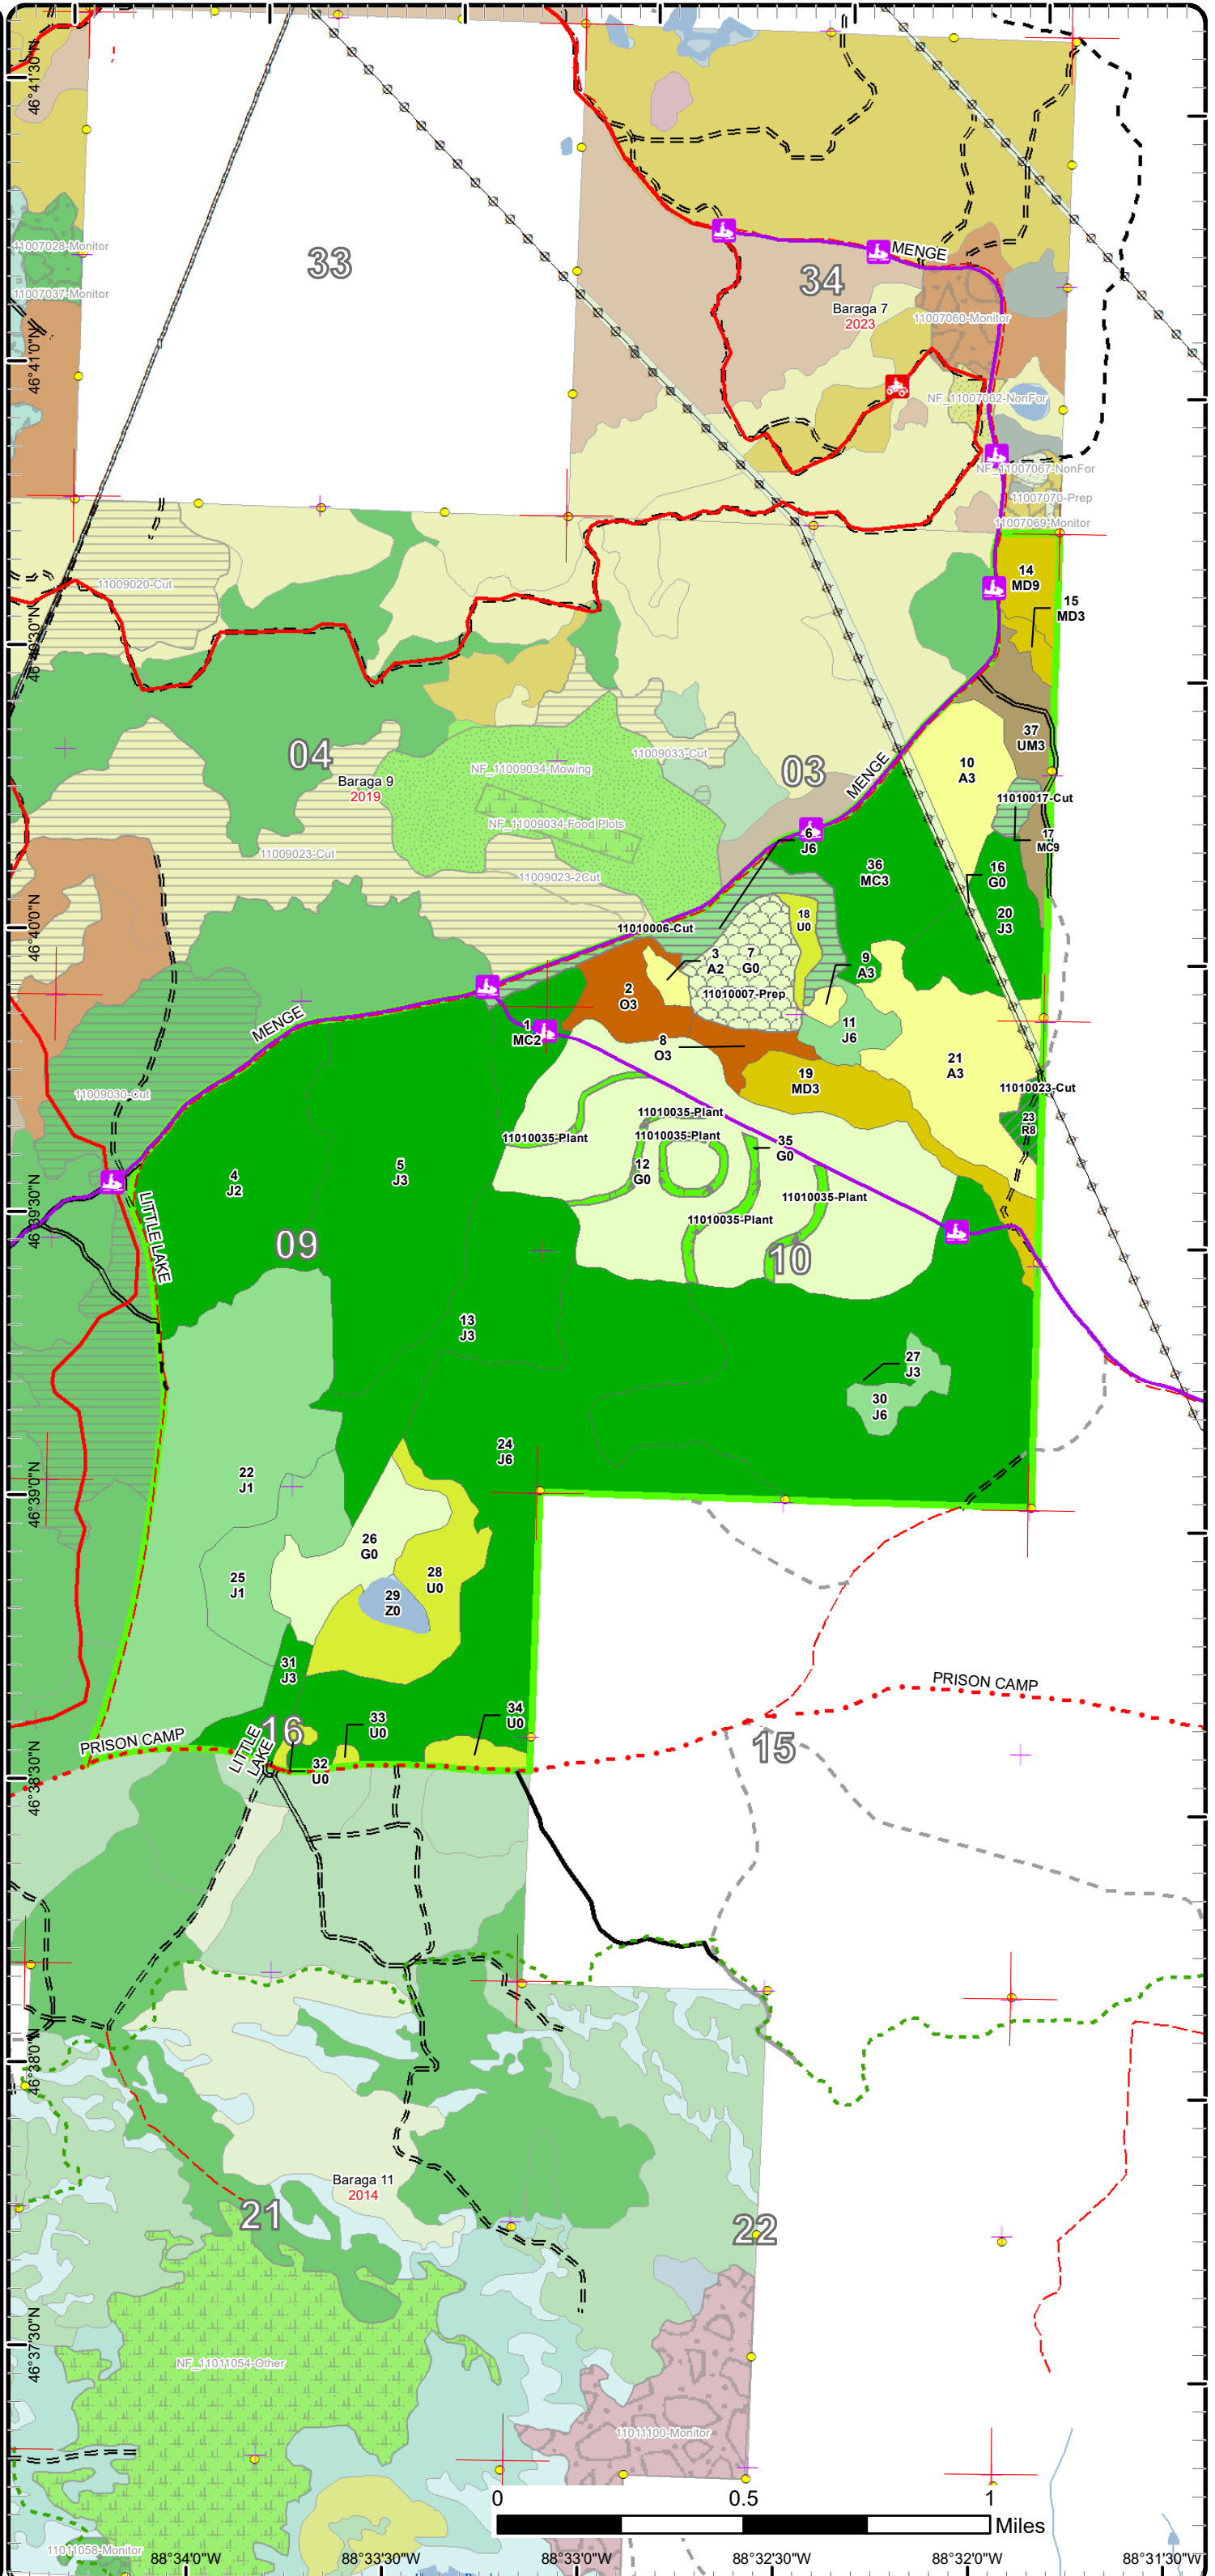 46°41'30"N
11007028-Monitor
33
MENGE
34
11007037-Monitor
Baraga 7
2023
11007060-Monitor
46°41'0"N
NF_11007062-NonFor
NF_11007067-NonFor
11007070-Prep
11007069-Monitor
11009020-Cut
14
MD9
15
MD3
46°40'30"N
37
UM3
04
11009033-Cut
03
10
A3
NF_11009034-Mowing
MENGE
Baraga 9
2019
11010017-Cut
NF_11009034-Food Plots
6
J6
17
MC9
11009023-Cut
36
MC3
16
G0
11009023-2Cut
20
J3
18
U0
46°40'0"N
11010006-Cut
3
A2
7
G0
9
A3
2
O3
11010007-Prep
MENGE
1
MC2
11
J6
8
O3
21
A3
19
MD3
11009030-Cut
11010023-Cut
11010035-Plant
23
R8
11010035-Plant
11010035-Plant
35
G0
5
J3
12
G0
4
J2
11010035-Plant
46°39'30"N
LITTLE LAKE
11010035-Plant
09
10
13
J3
27
J3
30
J6
24
J6
22
J1
46°39'0"N
26
G0
28
U0
25
J1
29
Z0
31
J3
PRISON CAMP
34
U0
33
U0
16
PRISON CAMP
LITTLE
LAKE
15
32
U0
46°38'30"N
46°38'0"N
Baraga 11
2014
21
22
46°37'30"N
NF_11011054-Other
11011100-Monitor
0
0.5
1
Miles
11011058-Monitor
88°34'0"W
88°33'30"W
88°33'0"W
88°32'30"W
88°32'0"W
88°31'30"W